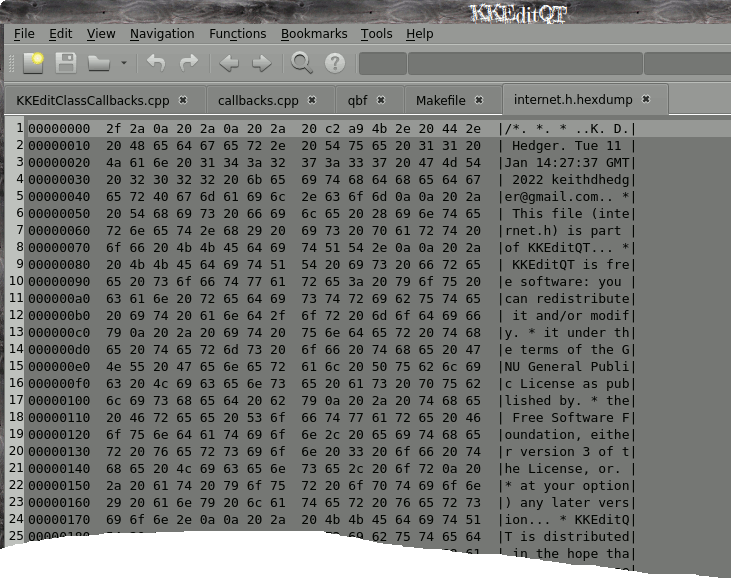 KKEditQT
File Edit View Navigation Functions Bookmarks Tools Help
KKEditClassCallbacks.cpp callbacks.cpp qbf Makefile internet.h.hexdump
1 00000000 2f 2a 0a 20 2a 0a 20 2a 20 c2 a9 4b 2e 20 44 2e |/*. *. * ..K. D.|
2 00000010 20 48 65 64 67 65 72 2e 20 54 75 65 20 31 31 20 | Hedger. Tue 11 |
3 00000020 4a 61 6e 20 31 34 3a 32 37 3a 33 37 20 47 4d 54 |Jan 14:27:37 GMT|
4 00000030 20 32 30 32 32 20 6b 65 69 74 68 64 68 65 64 67 | 2022 keithdhedg|
5 00000040 65 72 40 67 6d 61 69 6c 2e 63 6f 6d 0a 0a 20 2a |er@gmail.com.. *|
6 00000050 20 54 68 69 73 20 66 69 6c 65 20 28 69 6e 74 65 | This file (inte|
7 00000060 72 6e 65 74 2e 68 29 20 69 73 20 70 61 72 74 20 |rnet.h) is part |
8 00000070 6f 66 20 4b 4b 45 64 69 74 51 54 2e 0a 0a 20 2a |of KKEditQT... *|
9 00000080 20 4b 4b 45 64 69 74 51 54 20 69 73 20 66 72 65 | KKEditQT is fre|
10 00000090 65 20 73 6f 66 74 77 61 72 65 3a 20 79 6f 75 20 |e software: you |
11 000000a0 63 61 6e 20 72 65 64 69 73 74 72 69 62 75 74 65 |can redistribute|
12 000000b0 20 69 74 20 61 6e 64 2f 6f 72 20 6d 6f 64 69 66 | it and/or modif|
13 000000c0 79 0a 20 2a 20 69 74 20 75 6e 64 65 72 20 74 68 |y. * it under th|
14 000000d0 65 20 74 65 72 6d 73 20 6f 66 20 74 68 65 20 47 |e terms of the G|
15 000000e0 4e 55 20 47 65 6e 65 72 61 6c 20 50 75 62 6c 69 |NU General Publi|
16 000000f0 63 20 4c 69 63 65 6e 73 65 20 61 73 20 70 75 62 |c License as pub|
17 00000100 6c 69 73 68 65 64 20 62 79 0a 20 2a 20 74 68 65 |lished by. * the|
18 00000110 20 46 72 65 65 20 53 6f 66 74 77 61 72 65 20 46 | Free Software F|
19 00000120 6f 75 6e 64 61 74 69 6f 6e 2c 20 65 69 74 68 65 |oundation, eithe|
20 00000130 72 20 76 65 72 73 69 6f 6e 20 33 20 6f 66 20 74 |r version 3 of t|
21 00000140 68 65 20 4c 69 63 65 6e 73 65 2c 20 6f 72 0a 20 |he License, or. |
22 00000150 2a 20 61 74 20 79 6f 75 72 20 6f 70 74 69 6f 6e |* at your option|
23 00000160 29 20 61 6e 79 20 6c 61 74 65 72 20 76 65 72 73 |) any later vers|
24 00000170 69 6f 6e 2e 0a 0a 20 2a 20 4b 4b 45 64 69 74 51 |ion... * KKEditQ|
25 69 62 75 74 65 64 |T is distributed|
61 | in the hope tha|